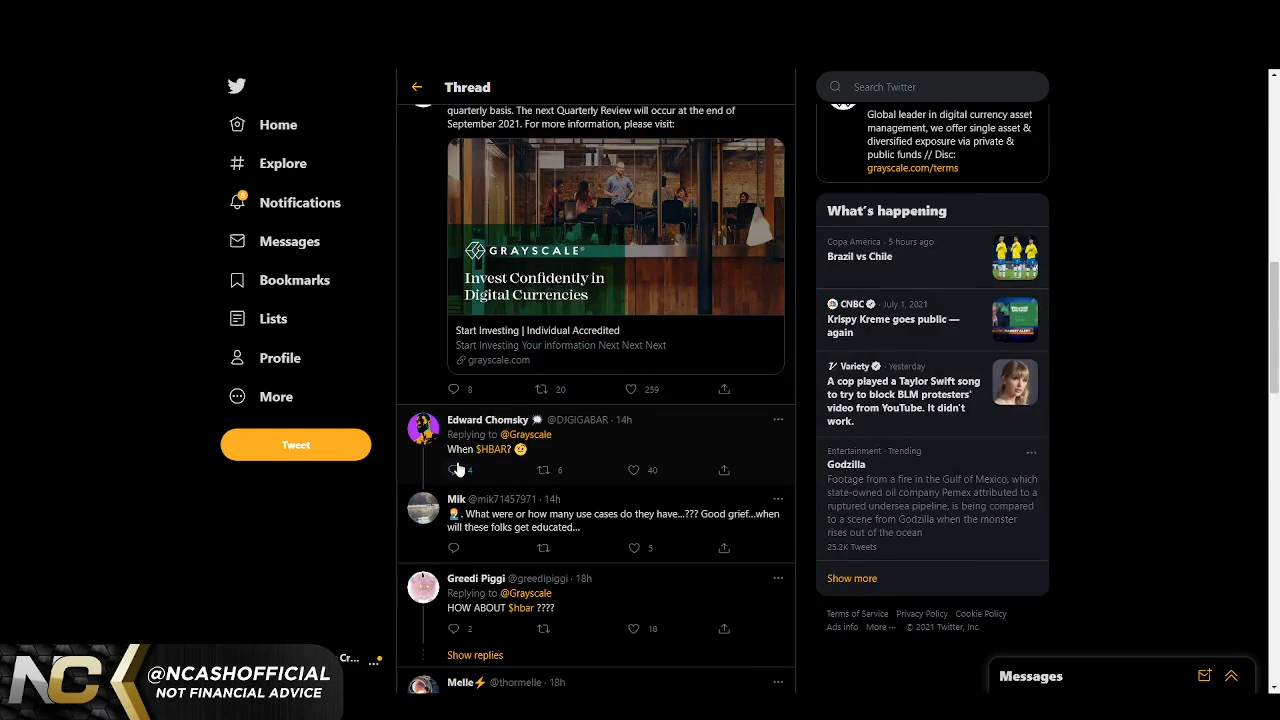 Home
Explore
8
Notifications
Messages
Bookmarks
Lists
Profile
More
Tweet
Cr...
Thread
quarterly basis. The next Quarterly Review will occur at the end of
September 2021. For more information, please visit:
GRAYSCALE®
Invest Confidently in
Digital Currencies
Start Investing | Individual Accredited
Start Investing Your information Next Next Next
grayscale.com
8 20 259
Edward Chomsky @DJGIGABAR · 14h
Replying to @Grayscale
When $HBAR?
4 6 40
Mik @mik71457971 · 14h
. What were or how many use cases do they have...??? Good grief...when
will these folks get educated...
5
Greedi Piggi @greedipiggi · 18h
Replying to @Grayscale
HOW ABOUT $hbar ????
2 18
Show replies
Melle @thormelle · 18h
Search Twitter
Global leader in digital currency asset
management, we offer single asset &
diversified exposure via private &
public funds // Disc:
grayscale.com/terms
What's happening
Copa América · 5 hours ago
Brazil vs Chile
CNBC · July 1, 2021
Krispy Kreme goes public —
again
Variety · Yesterday
A cop played a Taylor Swift song
to try to block BLM protesters'
video from YouTube. It didn't
work.
Entertainment · Trending
Godzilla
Footage from a fire in the Gulf of Mexico, which
state-owned oil company Pemex attributed to a
ruptured undersea pipeline, is being compared
to a scene from Godzilla when the monster
rises out of the ocean
25.2K Tweets
Show more
Terms of Service Privacy Policy Cookie Policy
Ads info More ··· © 2021 Twitter, Inc.
Messages
NC
@NCASHOFFICIAL
NOT FINANCIAL ADVICE